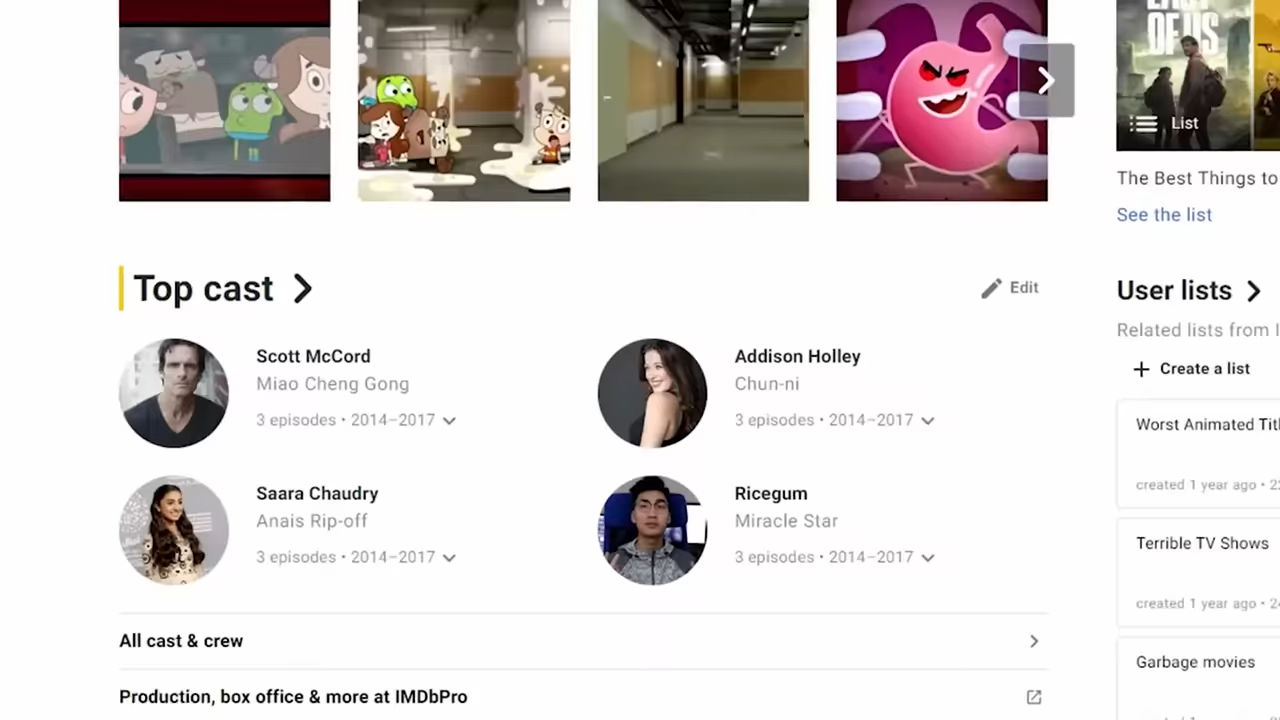 OF US
List
The Best Things to
See the list
Top cast
Edit
Scott McCord
Miao Cheng Gong
3 episodes • 2014–2017
Addison Holley
Chun-ni
3 episodes • 2014–2017
Saara Chaudry
Anais Rip-off
3 episodes • 2014–2017
Ricegum
Miracle Star
3 episodes • 2014–2017
All cast & crew
Production, box office & more at IMDbPro
User lists
Related lists from I
Create a list
Worst Animated Titl
created 1 year ago • 2
Terrible TV Shows
created 1 year ago • 2
Garbage movies